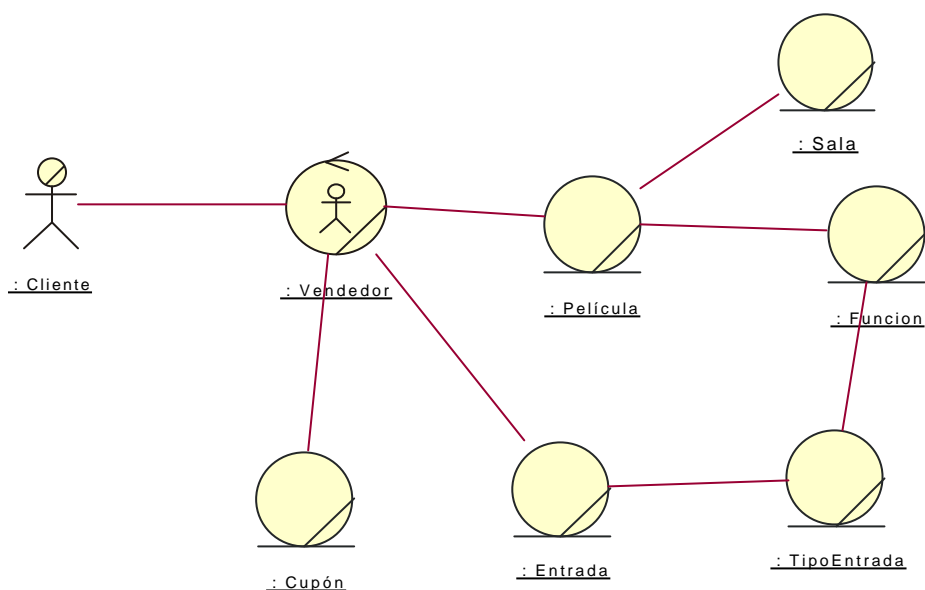 : Sala
: Cliente
: Vendedor
: Película
: Funcion
: Cupón
: Entrada
: TipoEntrada